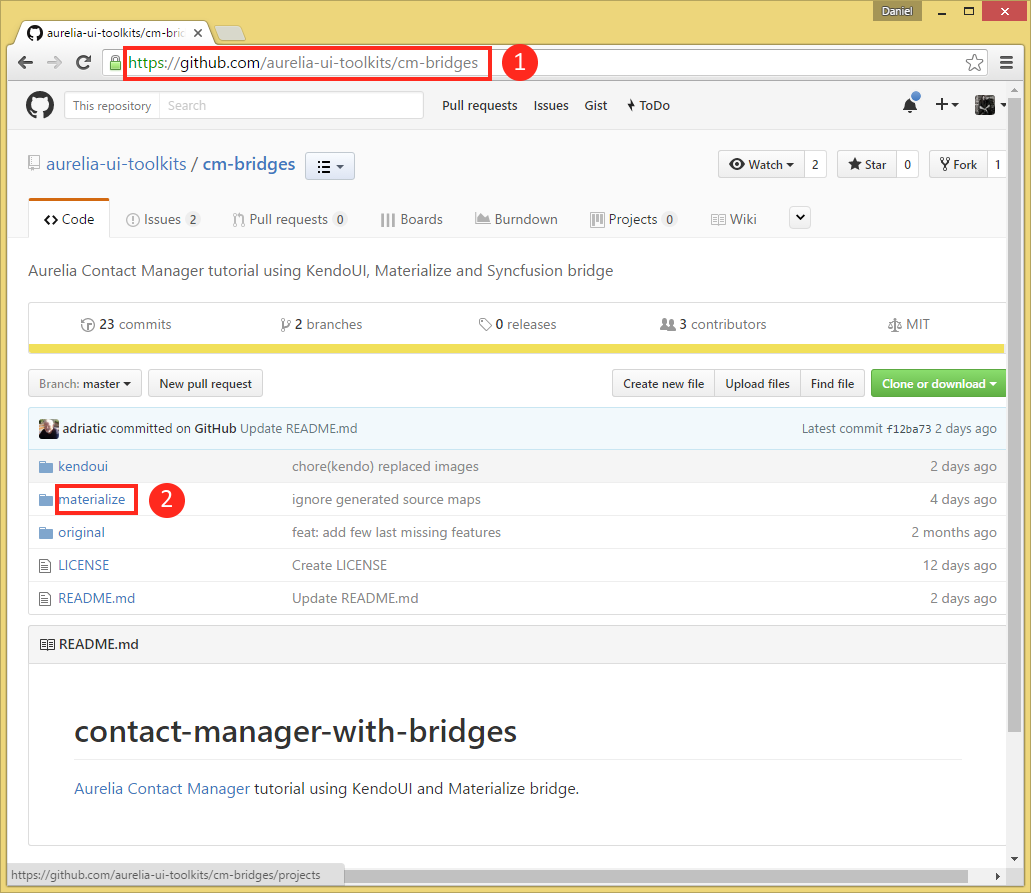 Daniel
aurelia-ui-toolkits/cm-bric
https://github.com/aurelia-ui-toolkits/cm-bridges 1
This repository Search Pull requests Issues Gist ToDo
aurelia-ui-toolkits / cm-bridges Watch 2 Star 0 Fork 1
Code Issues 2 Pull requests 0 Boards Burndown Projects 0 Wiki
Aurelia Contact Manager tutorial using KendoUI, Materialize and Syncfusion bridge
23 commits 2 branches 0 releases 3 contributors MIT
Branch: master New pull request Create new file Upload files Find file Clone or download
adriatic committed on GitHub Update README.md Latest commit f12ba73 2 days ago
kendoui chore(kendo) replaced images 2 days ago
materialize 2 ignore generated source maps 4 days ago
original feat: add few last missing features 2 months ago
LICENSE Create LICENSE 12 days ago
README.md Update README.md 2 days ago
README.md
contact-manager-with-bridges
Aurelia Contact Manager tutorial using KendoUI and Materialize bridge.
https://github.com/aurelia-ui-toolkits/cm-bridges/projects